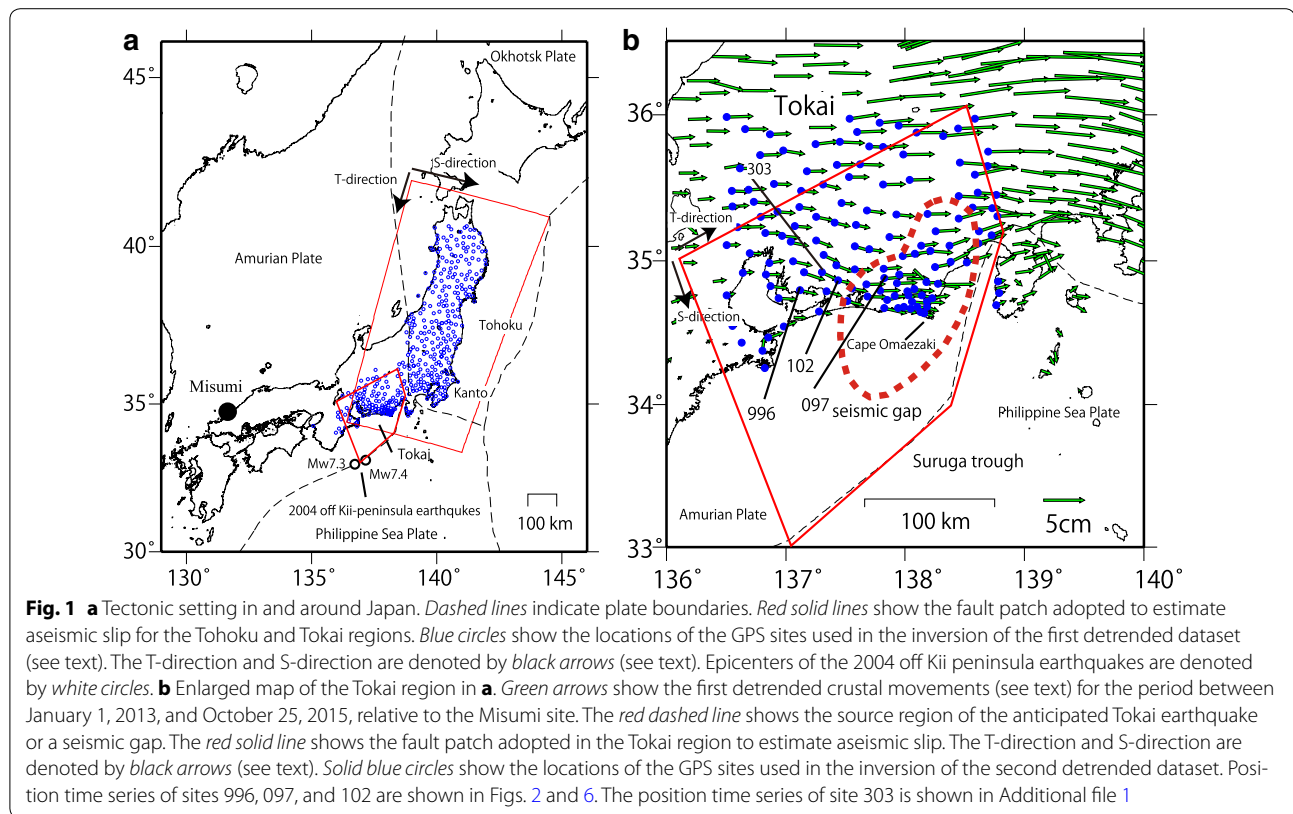 a
Okhotsk Plate
45°
S-direction
T-direction
40°
Amurian Plate
Tohoku
Misumi
Kanto
35°
Tokai
Mw7.3
Mw7.4
2004 off Kii-peninsula earthqukes
100 km
Philippine Sea Plate
30°
130°
135°
140°
145°
b
36°
Tokai
303
T-direction
35°
S-direction
Cape Omaezaki
102
996
097
seismic gap
34°
Philippine Sea Plate
Suruga trough
Amurian Plate
100 km
5cm
33°
136°
137°
138°
139°
140°
Fig. 1 a Tectonic setting in and around Japan. Dashed lines indicate plate boundaries. Red solid lines show the fault patch adopted to estimate
aseismic slip for the Tohoku and Tokai regions. Blue circles show the locations of the GPS sites used in the inversion of the first detrended dataset
(see text). The T-direction and S-direction are denoted by black arrows (see text). Epicenters of the 2004 off Kii peninsula earthquakes are denoted
by white circles. b Enlarged map of the Tokai region in a. Green arrows show the first detrended crustal movements (see text) for the period between
January 1, 2013, and October 25, 2015, relative to the Misumi site. The red dashed line shows the source region of the anticipated Tokai earthquake
or a seismic gap. The red solid line shows the fault patch adopted in the Tokai region to estimate aseismic slip. The T-direction and S-direction are
denoted by black arrows (see text). Solid blue circles show the locations of the GPS sites used in the inversion of the second detrended dataset. Posi-
tion time series of sites 996, 097, and 102 are shown in Figs. 2 and 6. The position time series of site 303 is shown in Additional file 1